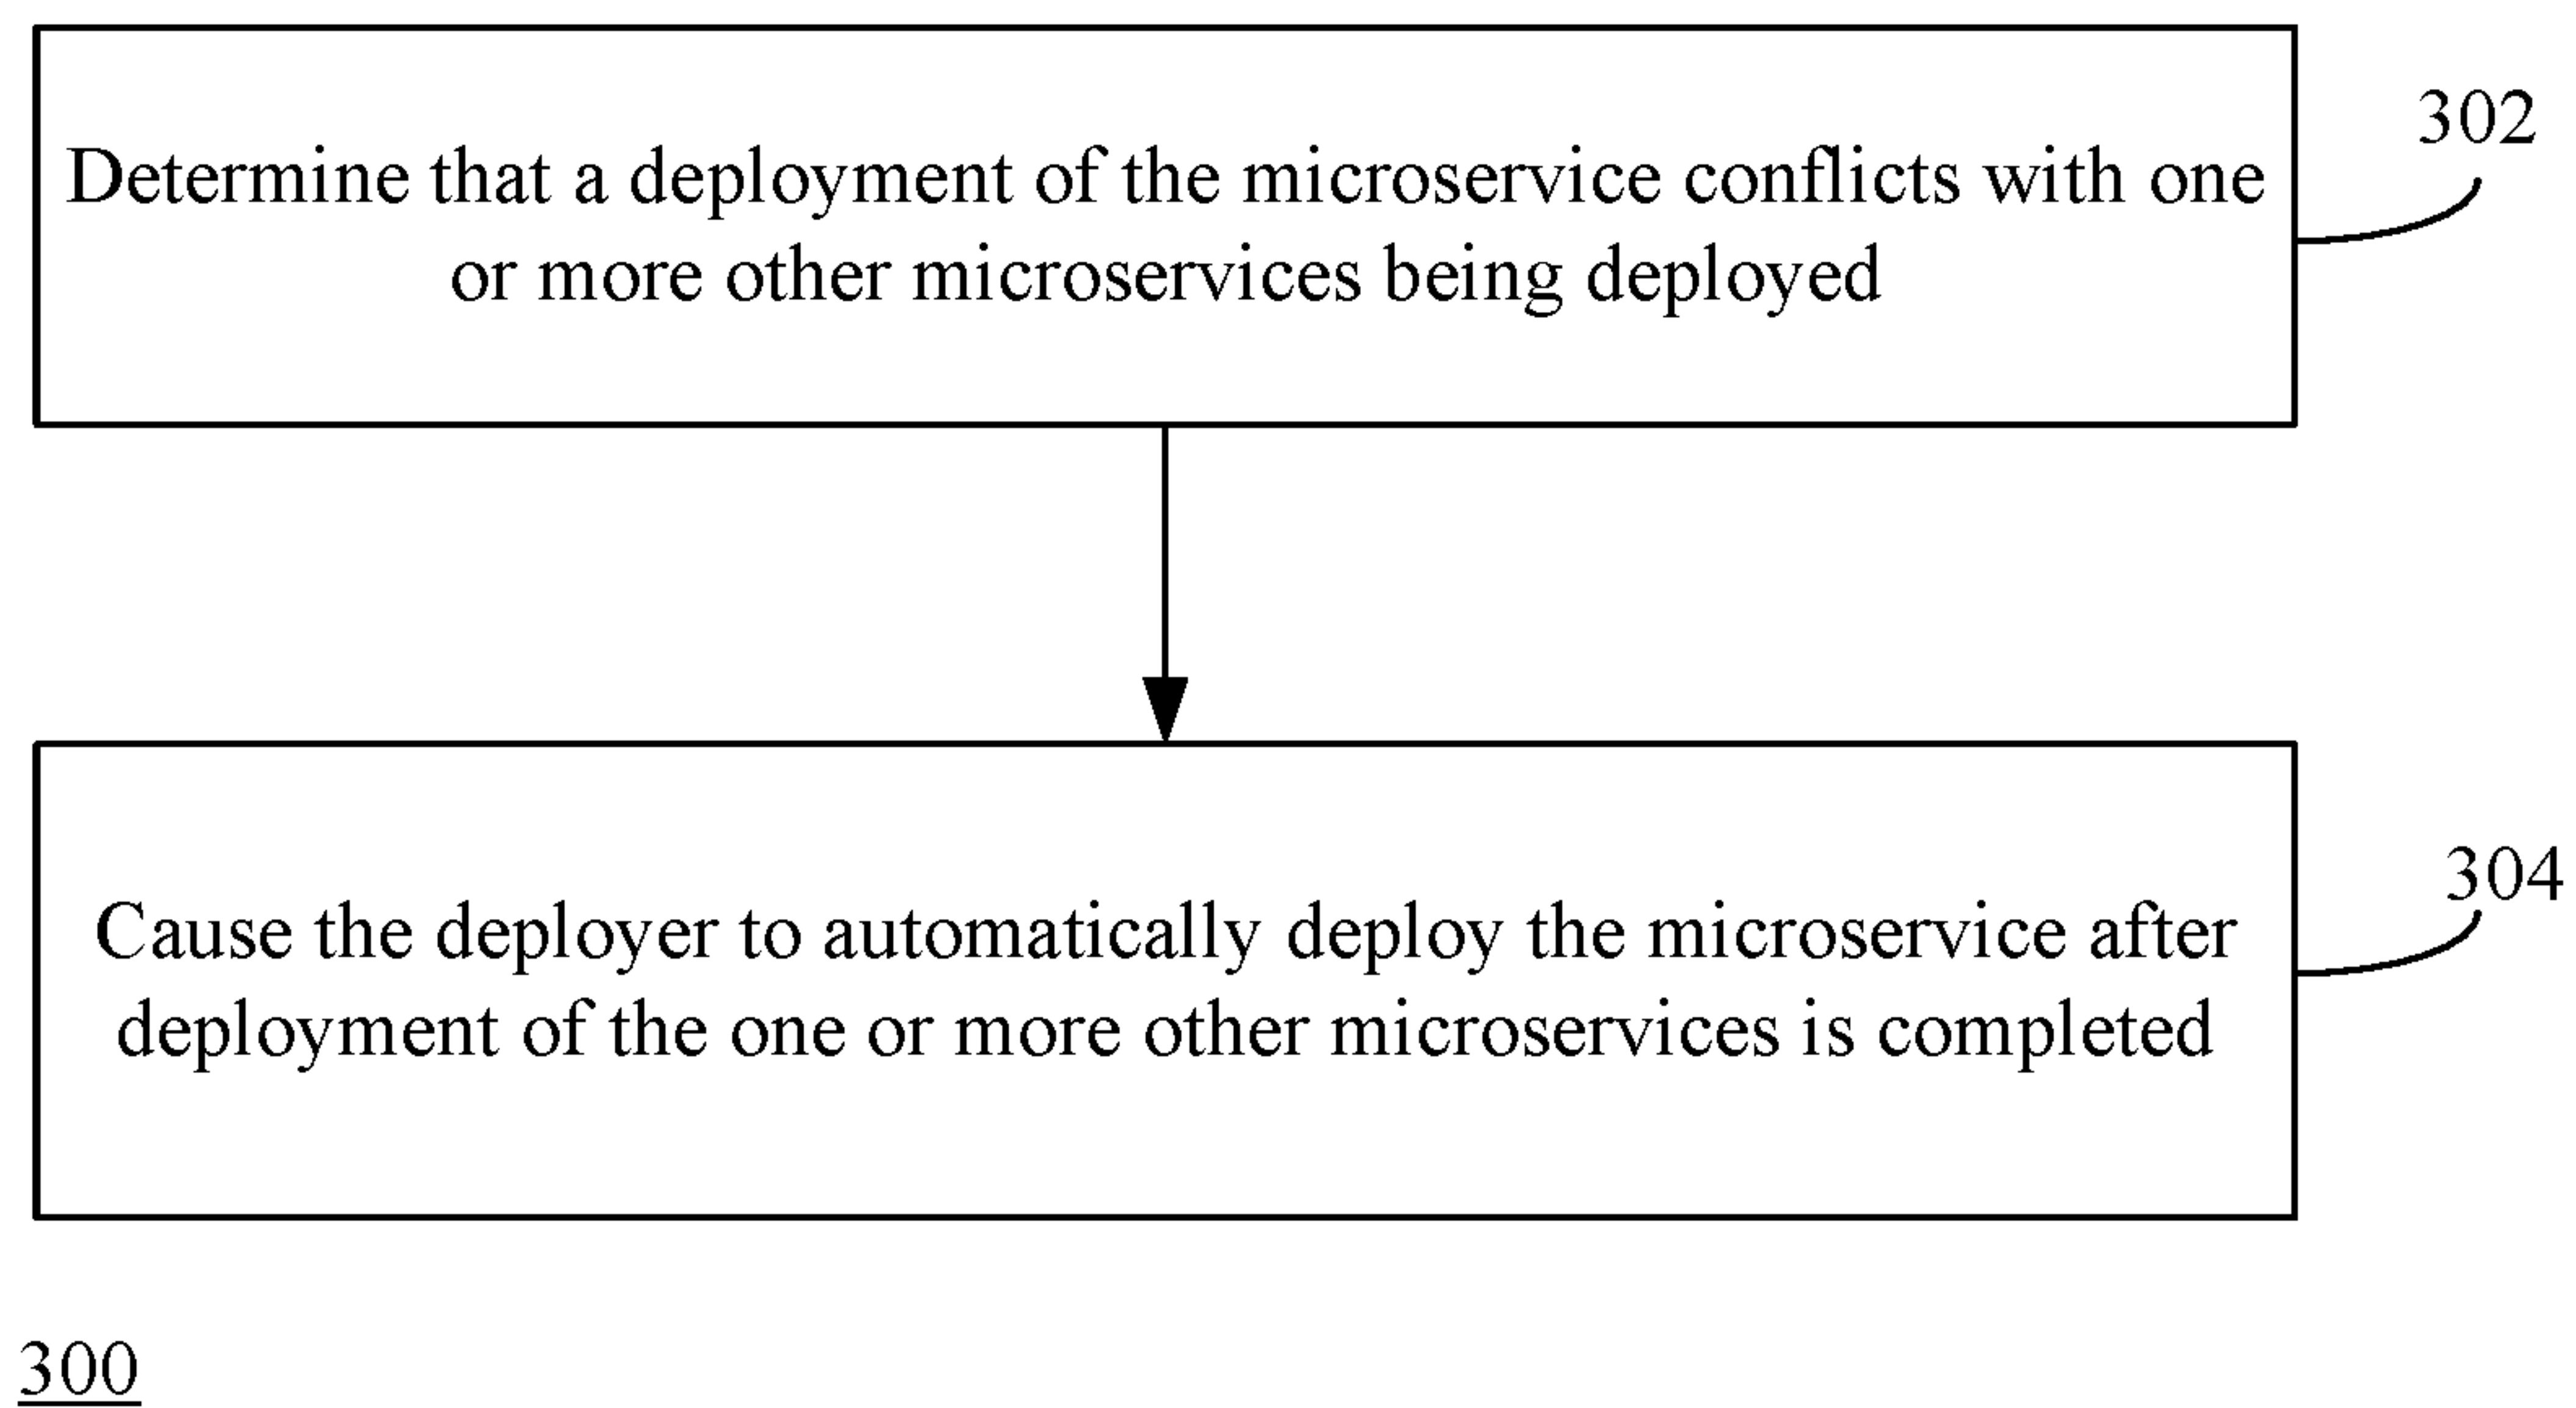 Determine that a deployment of the microservice conflicts with one
or more other microservices being deployed
302
Cause the deployer to automatically deploy the microservice after
deployment of the one or more other microservices is completed
304
300